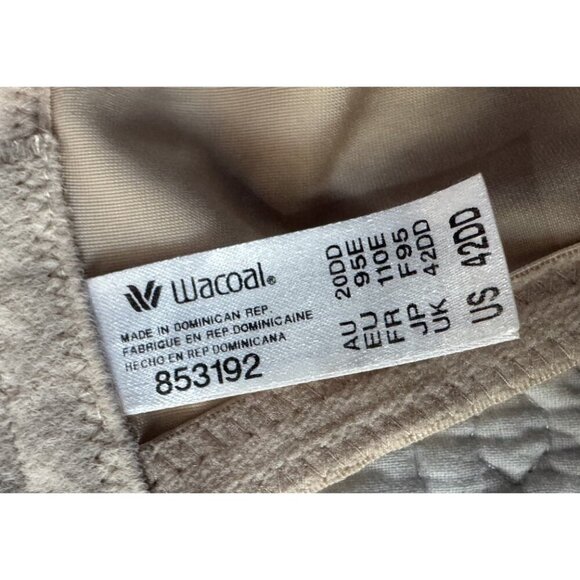 Wacoal®
MADE IN DOMINICAN REP.
FABRIQUE EN REP. DOMINICAINE
HECHO EN REP. DOMINICANA
853192
AU 20DD
EU 95E
FR 110E
JP F95
UK 42DD
US 42DD